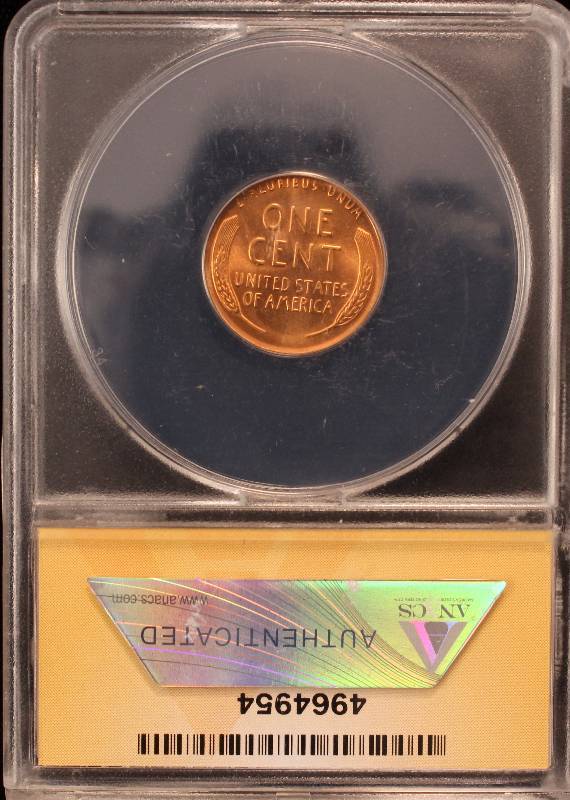 E PLURIBUS UNUM
ONE
CENT
UNITED STATES
OF AMERICA
4964954
AUTHENTICATED
ANACS
www.anacs.com